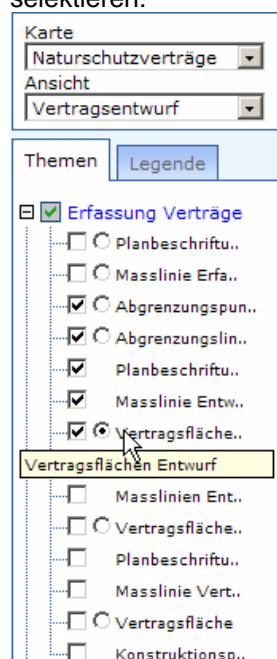 selektieren.
Karte
Naturschutzverträge
Ansicht
Vertragsentwurf
Themen Legende
Erfassung Verträge
Planbeschriftu..
Masslinie Erfa..
Abgrenzungspun..
Abgrenzungslin..
Planbeschriftu..
Masslinie Entw..
Vertragsfläche..
Vertragsflächen Entwurf
Masslinien Ent..
Vertragsfläche..
Planbeschriftu..
Masslinie Vert..
Vertragsfläche
Konstruktionsp..